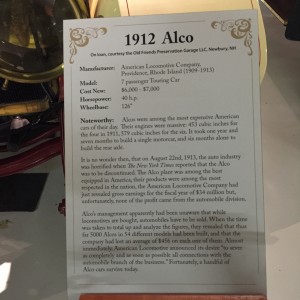 1912 Alco
On loan, courtesy the Old Friends Preservation Garage LLC, Newbury, NH
Manufacturer: American Locomotive Company,
Providence, Rhode Island (1909-1912)
Model: 7 passenger Touring Car
Cost New: $6,000 - $7,000
Horsepower: 40 h.p.
Wheelbase: 126"
Noteworthy: Alcos were among the most expensive American
cars of their day. Their engines were massive: 453 cubic inches for
the four in 1911, 579 cubic inches for the six. It took one year and
seven months to build a single motorcar, and six months alone to
build the rear axle.
It is no wonder then, that on August 22nd, 1913, the auto industry
was horrified when The New York Times reported that the Alco
was to be discontinued. The Alco plant was among the best
equipped in America, their products were among the most
respected in the nation, the American Locomotive Company had
just revealed gross earnings for the fiscal year of $54 million but,
unfortunately, none of the profit came from the automobile division.
Alco's management apparently had been unaware that while
locomotives are bought, automobiles have to be sold. When the time
was taken to total up and analyze the figures, they revealed that thus
far 5000 Alcos in 54 different models had been built, and that the
company had lost an average of $456 on each one of them. Almost
immediately, American Locomotive announced its desire "to sever
as completely and as soon as possible all connections with the
automobile branch of the business." Fortunately, a handful of
Alco cars survive today.